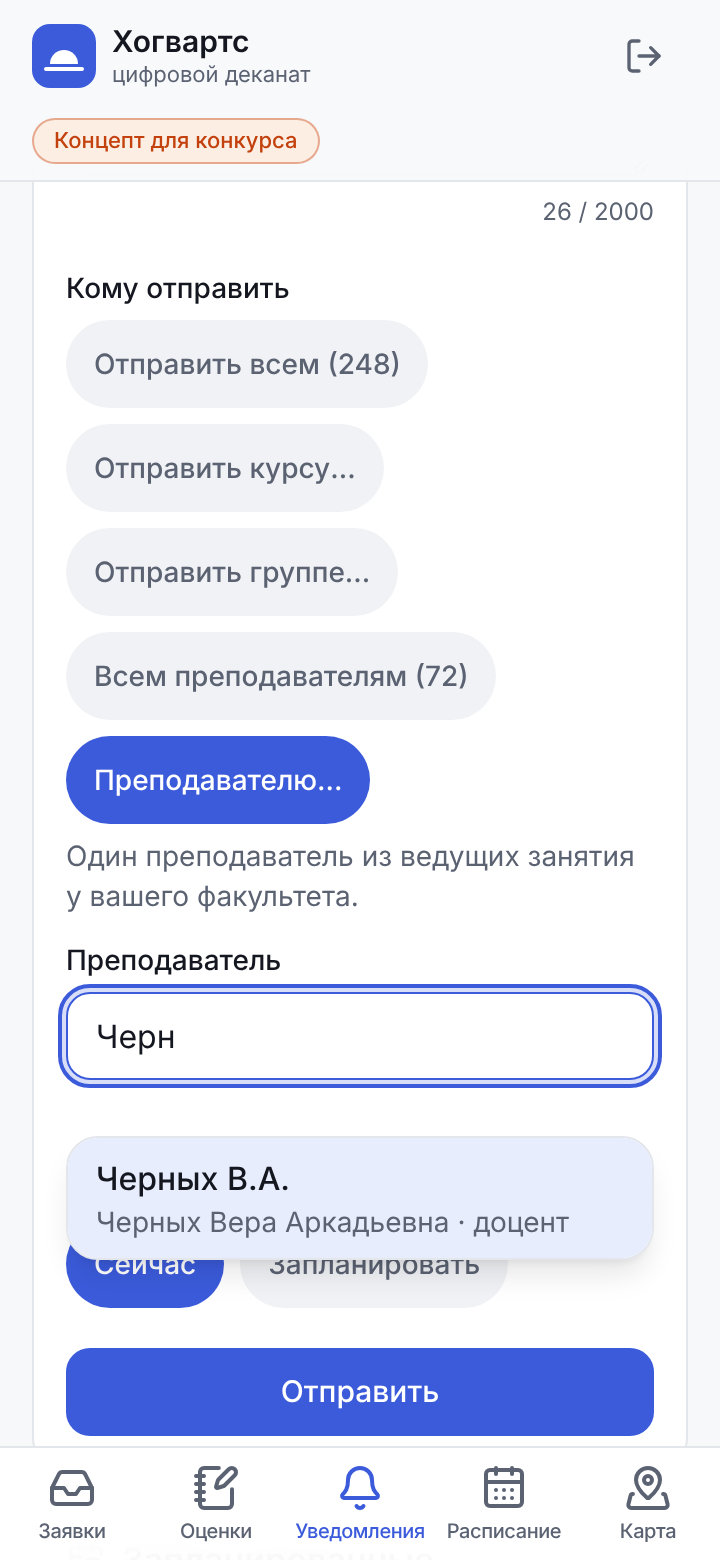 Хогвартс
цифровой деканат
Концепт для конкурса
26 / 2000
Кому отправить
Отправить всем (248)
Отправить курсу...
Отправить группе...
Всем преподавателям (72)
Преподавателю...
Один преподаватель из ведущих занятия
у вашего факультета.
Преподаватель
Черн
Черных В.А.
Черных Вера Аркадьевна · доцент
Сейчас
Запланировать
Отправить
Заявки
Оценки
Уведомления
Расписание
Карта
Запланированные